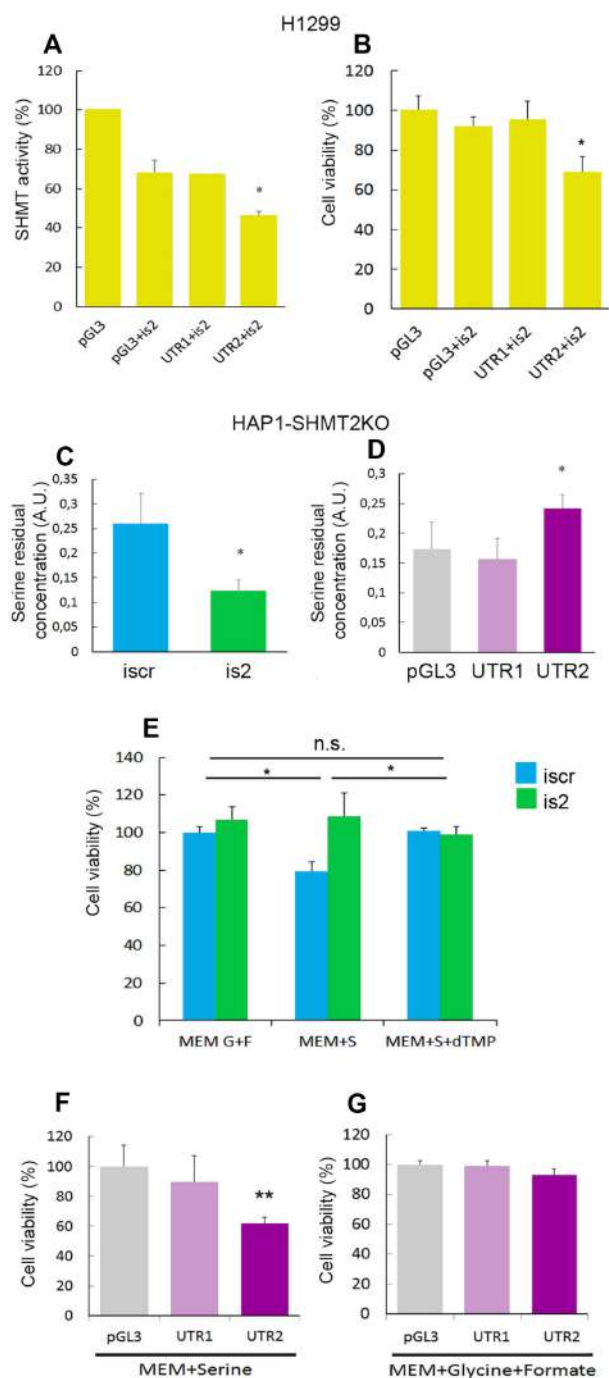 H1299
A
SHMT activity (%)
120
100
80
60
40
20
0
*
pGL3
pGL3+is2
UTR1+is2
UTR2+is2
B
Cell viability (%)
120
100
80
60
40
20
0
*
pGL3
pGL3+is2
UTR1+is2
UTR2+is2
HAP1-SHMT2KO
C
Serine residual
concentration (A.U.)
0,35
0,3
0,25
0,2
0,15
0,1
0,05
0
*
iscr
is2
D
Serine residual
concentration (A.U.)
0,3
0,25
0,2
0,15
0,1
0,05
0
*
pGL3 UTR1 UTR2
E
Cell viability (%)
140
120
100
80
60
40
20
0
n.s.
* *
iscr
is2
MEM G+F MEM+S MEM+S+dTMP
F
Cell viability (%)
120
100
80
60
40
20
0
**
pGL3 UTR1 UTR2
MEM+Serine
G
Cell viability (%)
120
100
80
60
40
20
0
pGL3 UTR1 UTR2
MEM+Glycine+Formate